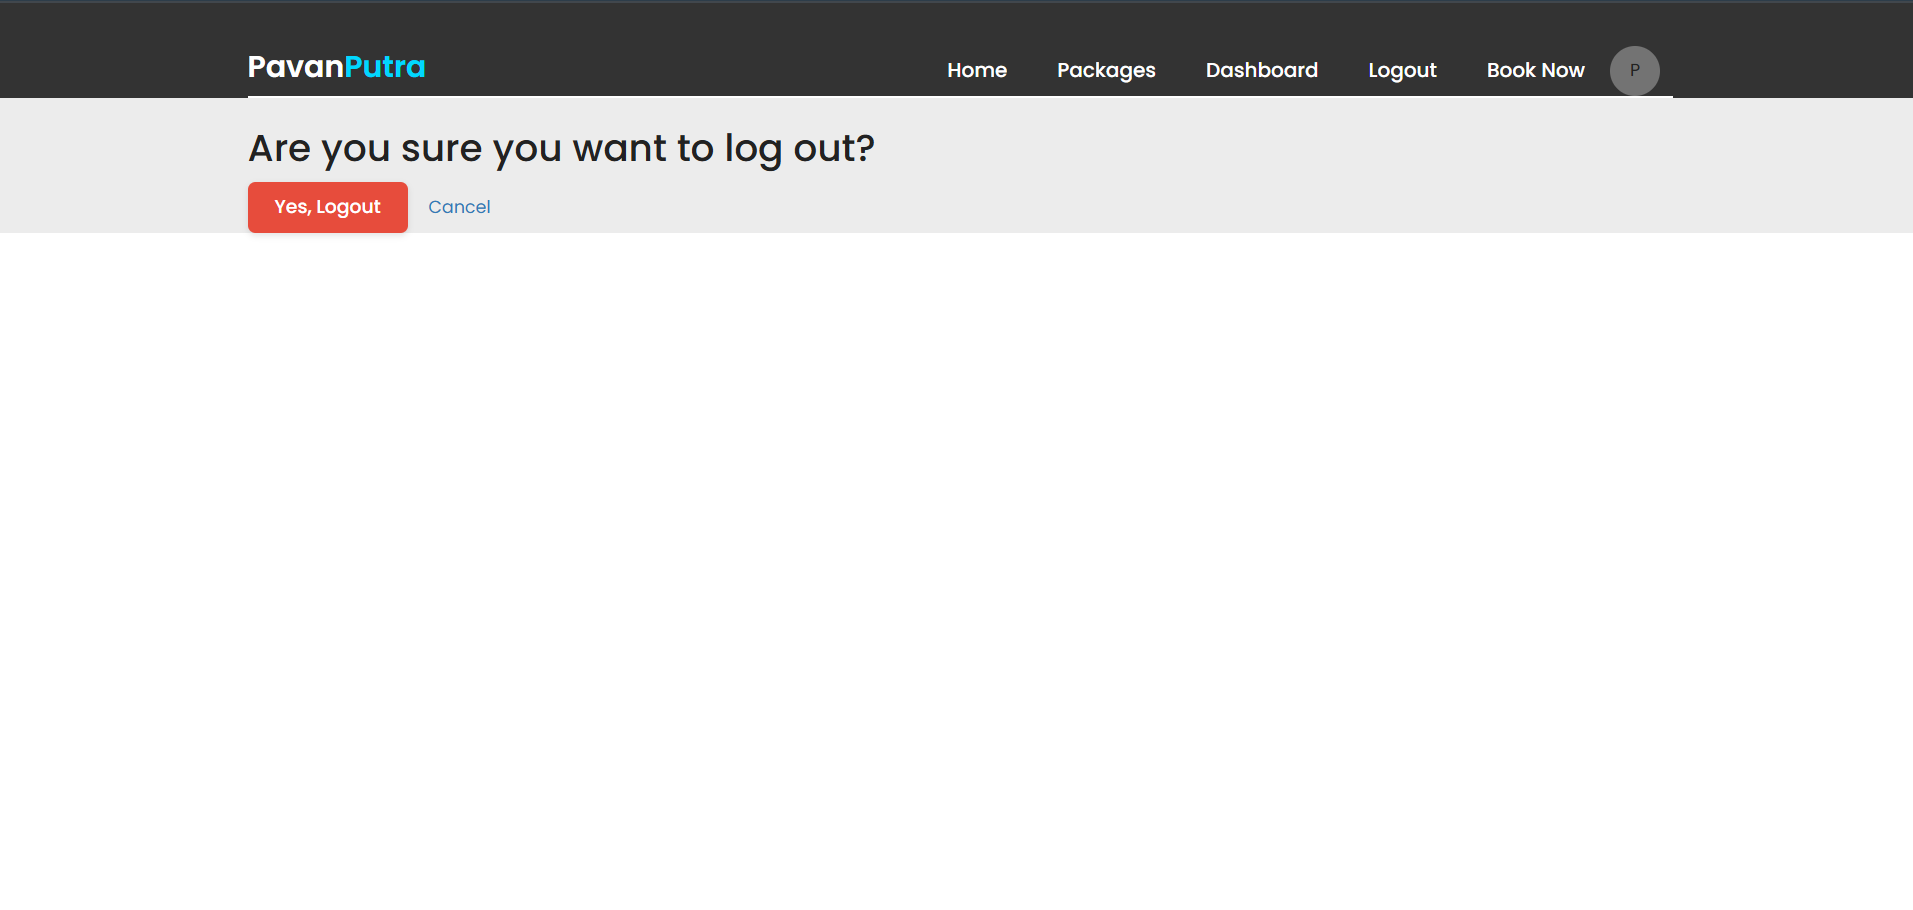 PavanPutra Home Packages Dashboard Logout Book Now P
Are you sure you want to log out?
Yes, Logout Cancel